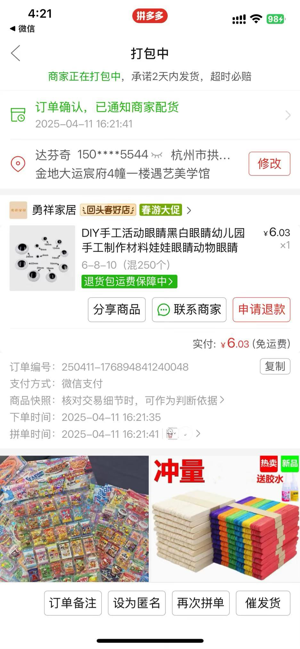 4:21
拼多多
98
微信
打包中
商家正在打包中，承诺2天内发货，超时必赔
订单确认，已通知商家配货
2025-04-11 16:21:41
达芬奇 150****5544 杭州市拱...
金地大运宸府4幢一楼遇艺美学馆
修改
勇祥家居 回头客好店 春游大促
DIY手工活动眼睛黑白眼睛幼儿园
手工制作材料娃娃眼睛动物眼睛
¥6.03
×1
6-8-10（混250个）
退货包运费保障中
分享商品 联系商家 申请退款
实付: ¥6.03 (免运费)
订单编号： 250411-176894841240048 复制
支付方式： 微信支付
商品快照： 核对交易细节时，可作为判断依据
下单时间： 2025-04-11 16:21:35
拼单时间： 2025-04-11 16:21:41
冲量
热卖 新品
送胶水
订单备注 设为匿名 再次拼单 催发货